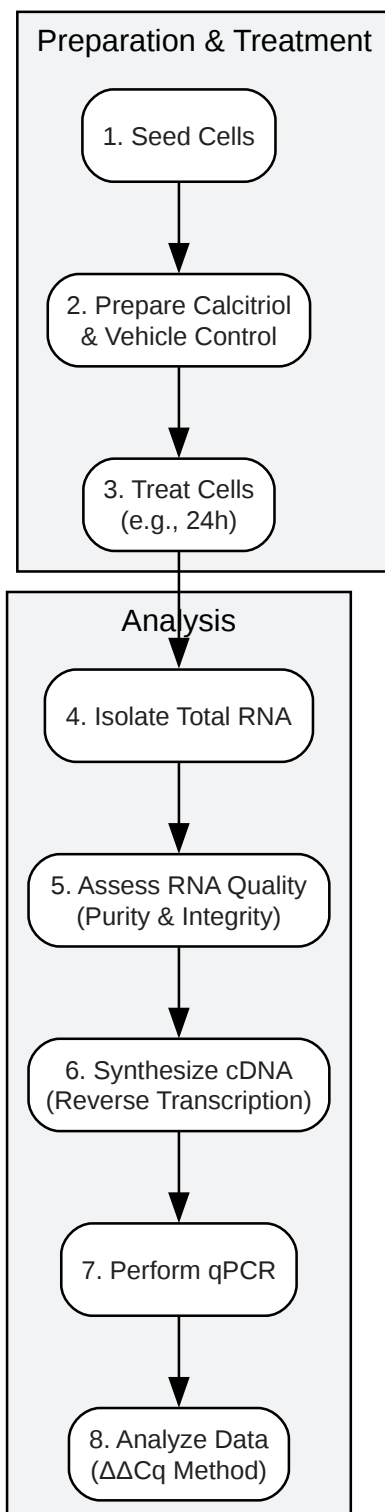 Preparation & Treatment
1. Seed Cells
2. Prepare Calcitriol
& Vehicle Control
3. Treat Cells
(e.g., 24h)
Analysis
4. Isolate Total RNA
5. Assess RNA Quality
(Purity & Integrity)
6. Synthesize cDNA
(Reverse Transcription)
7. Perform qPCR
8. Analyze Data
(ΔΔCq Method)